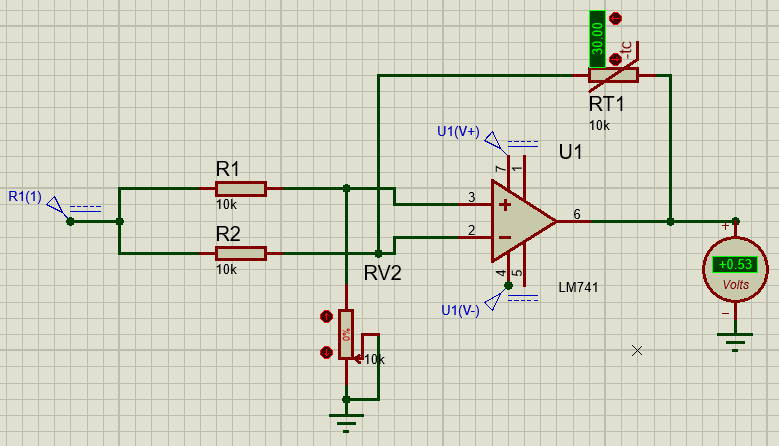 30.00
-tc
RT1
10k
U1(V+)
7
1
U1
R1
R1(1)
10k
3
+
6
R2
2
−
10k
RV2
4
5
LM741
U1(V-)
+
+0.53
Volts
−
0%
10k